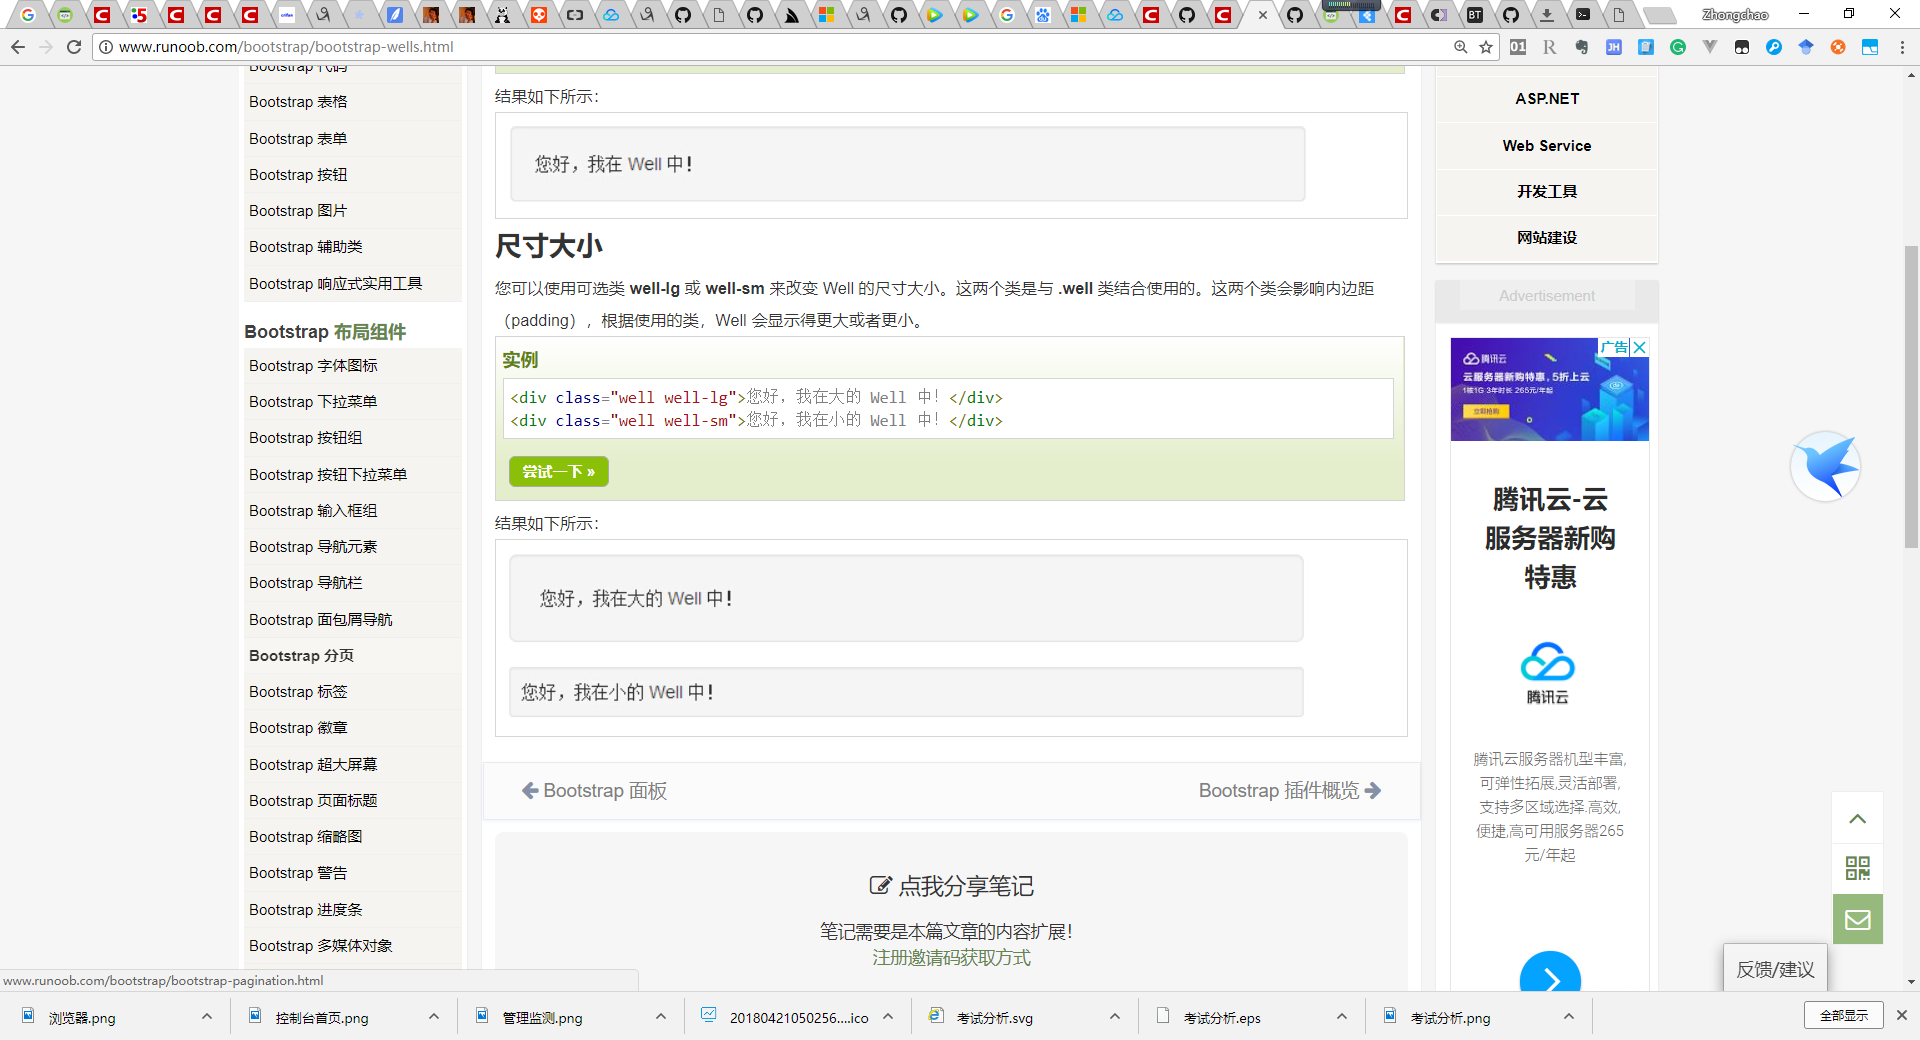 Zhongchao
www.runoob.com/bootstrap/bootstrap-wells.html
Bootstrap 代码
Bootstrap 表格
Bootstrap 表单
Bootstrap 按钮
Bootstrap 图片
Bootstrap 辅助类
Bootstrap 响应式实用工具
Bootstrap 布局组件
Bootstrap 字体图标
Bootstrap 下拉菜单
Bootstrap 按钮组
Bootstrap 按钮下拉菜单
Bootstrap 输入框组
Bootstrap 导航元素
Bootstrap 导航栏
Bootstrap 面包屑导航
Bootstrap 分页
Bootstrap 标签
Bootstrap 徽章
Bootstrap 超大屏幕
Bootstrap 页面标题
Bootstrap 缩略图
Bootstrap 警告
Bootstrap 进度条
Bootstrap 多媒体对象
结果如下所示：
您好，我在 Well 中！
尺寸大小
您可以使用可选类 well-lg 或 well-sm 来改变 Well 的尺寸大小。这两个类是与 .well 类结合使用的。这两个类会影响内边距
（padding），根据使用的类，Well 会显示得更大或者更小。
实例
<div class="well well-lg">您好，我在大的 Well 中！</div>
<div class="well well-sm">您好，我在小的 Well 中！</div>
尝试一下 »
结果如下所示：
您好，我在大的 Well 中！
您好，我在小的 Well 中！
Bootstrap 面板
Bootstrap 插件概览
点我分享笔记
笔记需要是本篇文章的内容扩展！
注册邀请码获取方式
ASP.NET
Web Service
开发工具
网站建设
Advertisement
广告
腾讯云
云服务器新购特惠，5折上云
1核1G 3年时长 265元/年起
立即抢购
腾讯云-云
服务器新购
特惠
腾讯云
腾讯云服务器机型丰富,
可弹性拓展,灵活部署,
支持多区域选择.高效,
便捷,高可用服务器265
元/年起
反馈/建议
www.runoob.com/bootstrap/bootstrap-pagination.html
浏览器.png
控制台首页.png
管理监测.png
20180421050256....ico
考试分析.svg
考试分析.eps
考试分析.png
全部显示